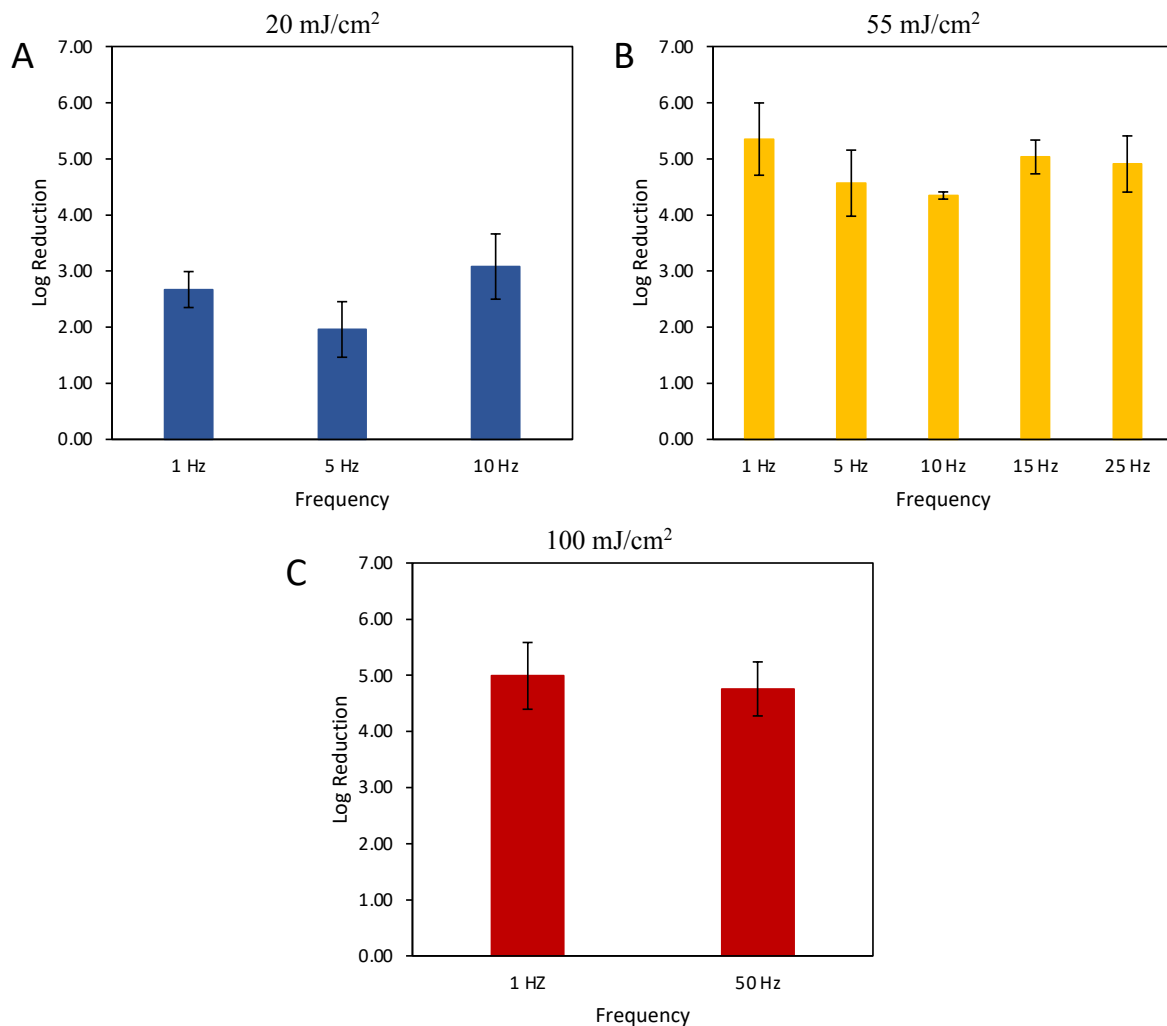 20 mJ/cm²
A
7.00
6.00
5.00
4.00
3.00
2.00
1.00
0.00
Log Reduction
1 Hz 5 Hz 10 Hz
Frequency
55 mJ/cm²
B
7.00
6.00
5.00
4.00
3.00
2.00
1.00
0.00
Log Reduction
1 Hz 5 Hz 10 Hz 15 Hz 25 Hz
Frequency
100 mJ/cm²
C
7.00
6.00
5.00
4.00
3.00
2.00
1.00
0.00
Log Reduction
1 HZ 50 Hz
Frequency